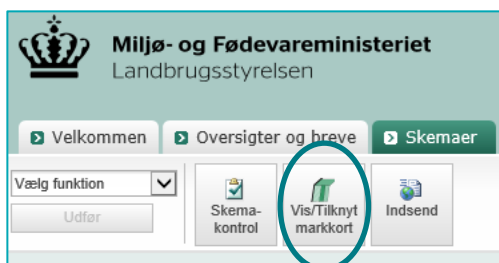 Miljø- og Fødevareministeriet
Landbrugsstyrelsen
Velkommen
Oversigter og breve
Skemaer
Vælg funktion
Udfør
Skema-
kontrol
Vis/Tilknyt
markkort
Indsend